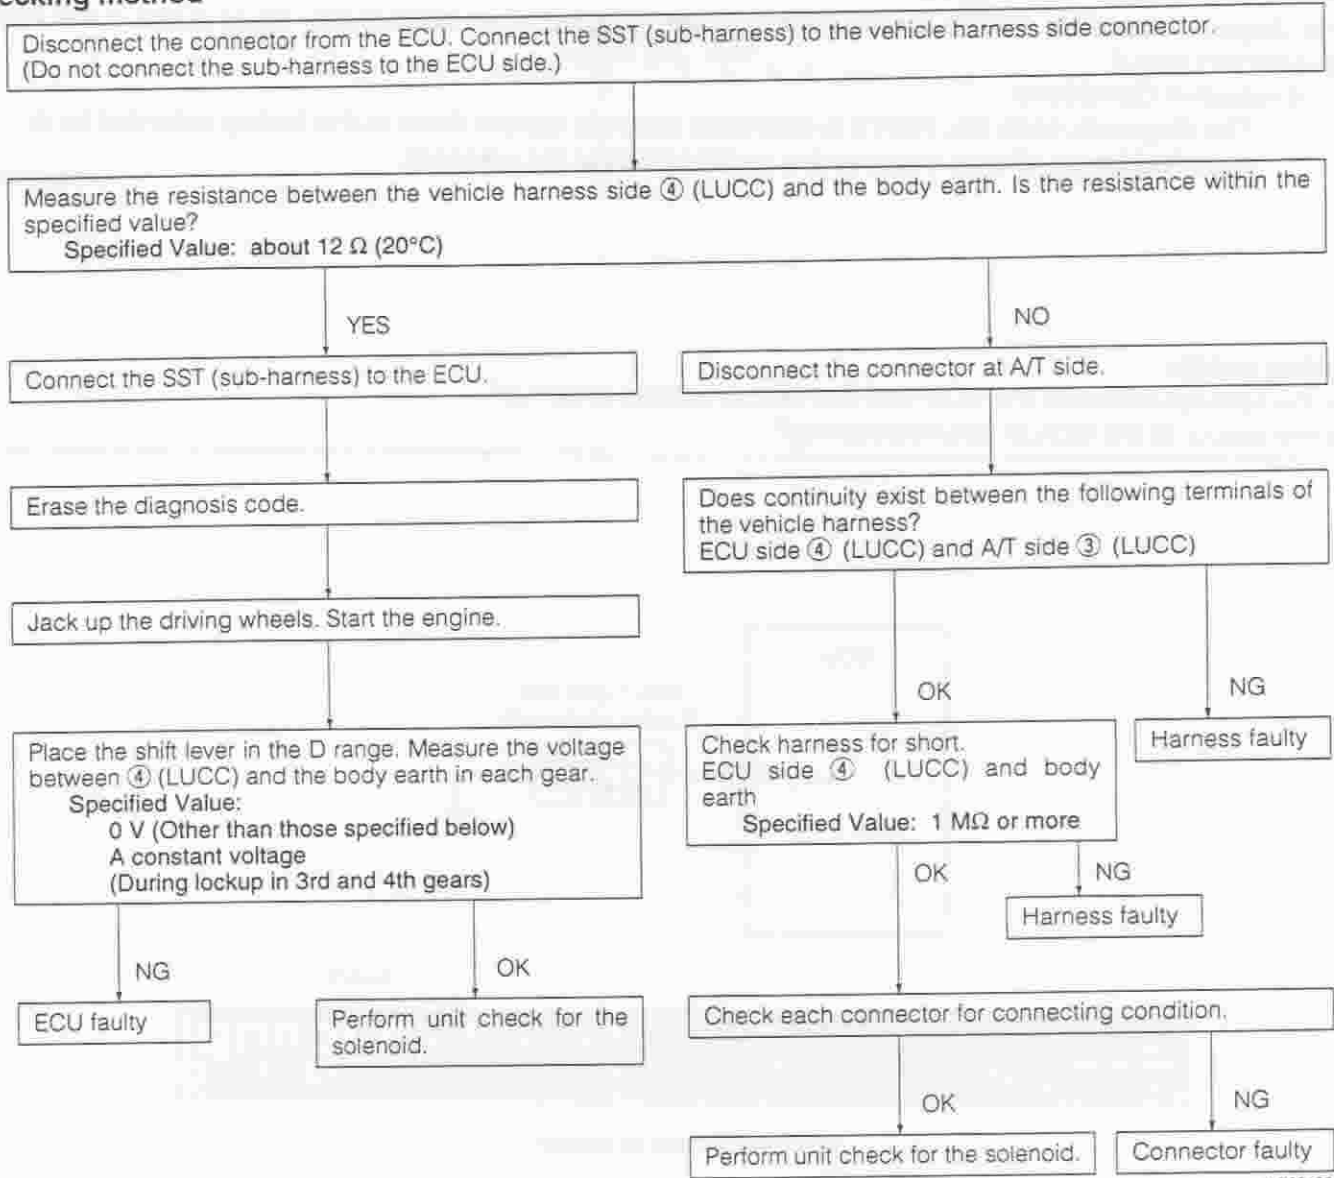 Disconnect the connector from the ECU. Connect the SST (sub-harness) to the vehicle harness side connector.
(Do not connect the sub-harness to the ECU side.)
Measure the resistance between the vehicle harness side ④ (LUCC) and the body earth. Is the resistance within the
specified value?
Specified Value: about 12 Ω (20°C)
YES
NO
Connect the SST (sub-harness) to the ECU.
Disconnect the connector at A/T side.
Erase the diagnosis code.
Does continuity exist between the following terminals of
the vehicle harness?
ECU side ④ (LUCC) and A/T side ③ (LUCC)
Jack up the driving wheels. Start the engine.
OK
NG
Place the shift lever in the D range. Measure the voltage
between ④ (LUCC) and the body earth in each gear.
Specified Value:
0 V (Other than those specified below)
A constant voltage
(During lockup in 3rd and 4th gears)
Check harness for short.
ECU side ④ (LUCC) and body
earth
Specified Value: 1 MΩ or more
Harness faulty
OK
NG
Harness faulty
NG
OK
ECU faulty
Perform unit check for the
solenoid.
Check each connector for connecting condition.
OK
NG
Perform unit check for the solenoid.
Connector faulty